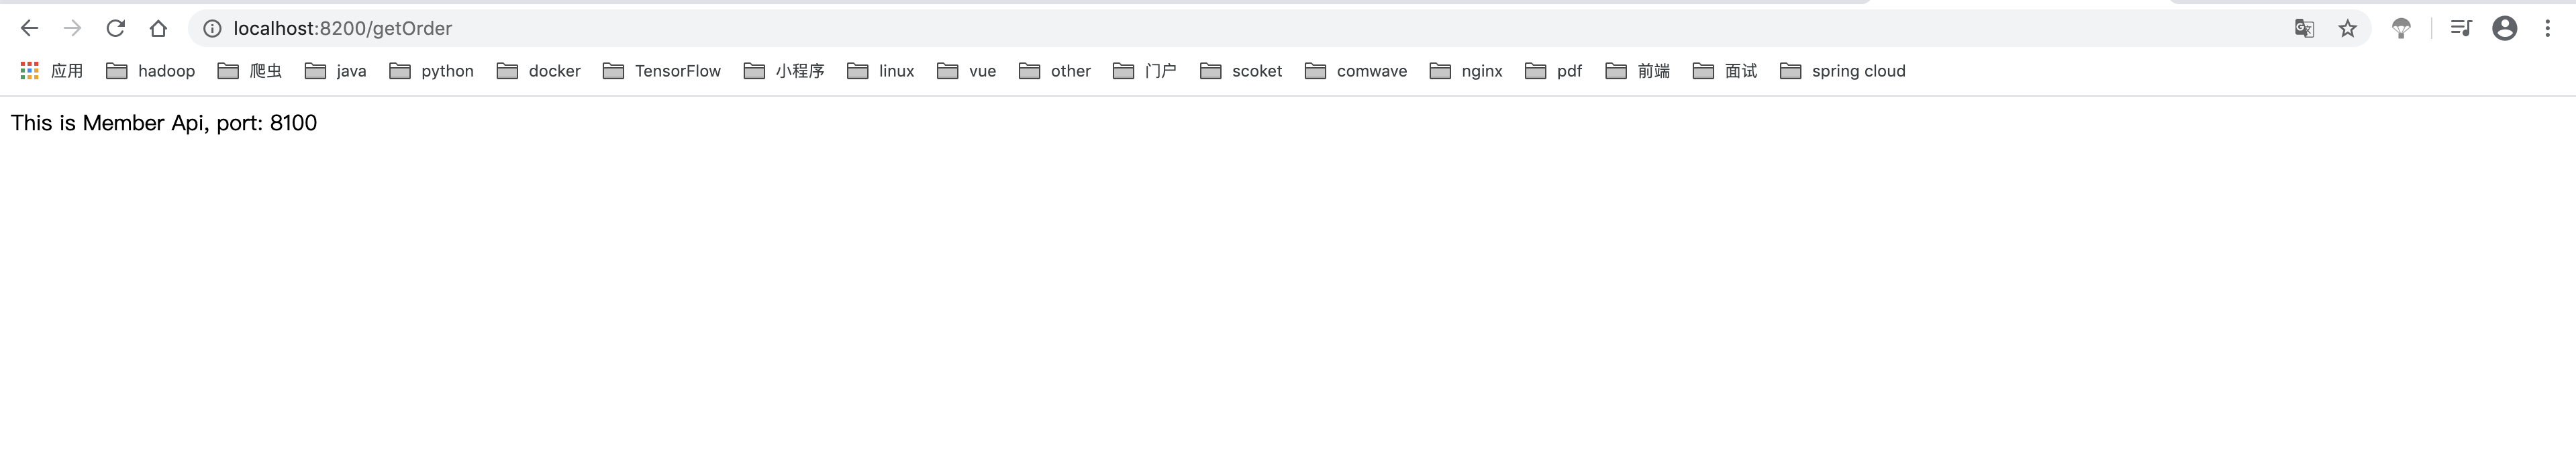 localhost:8200/getOrder
应用 hadoop 爬虫 java python docker TensorFlow 小程序 linux vue other 门户 scoket comwave nginx pdf 前端 面试 spring cloud
This is Member Api, port: 8100